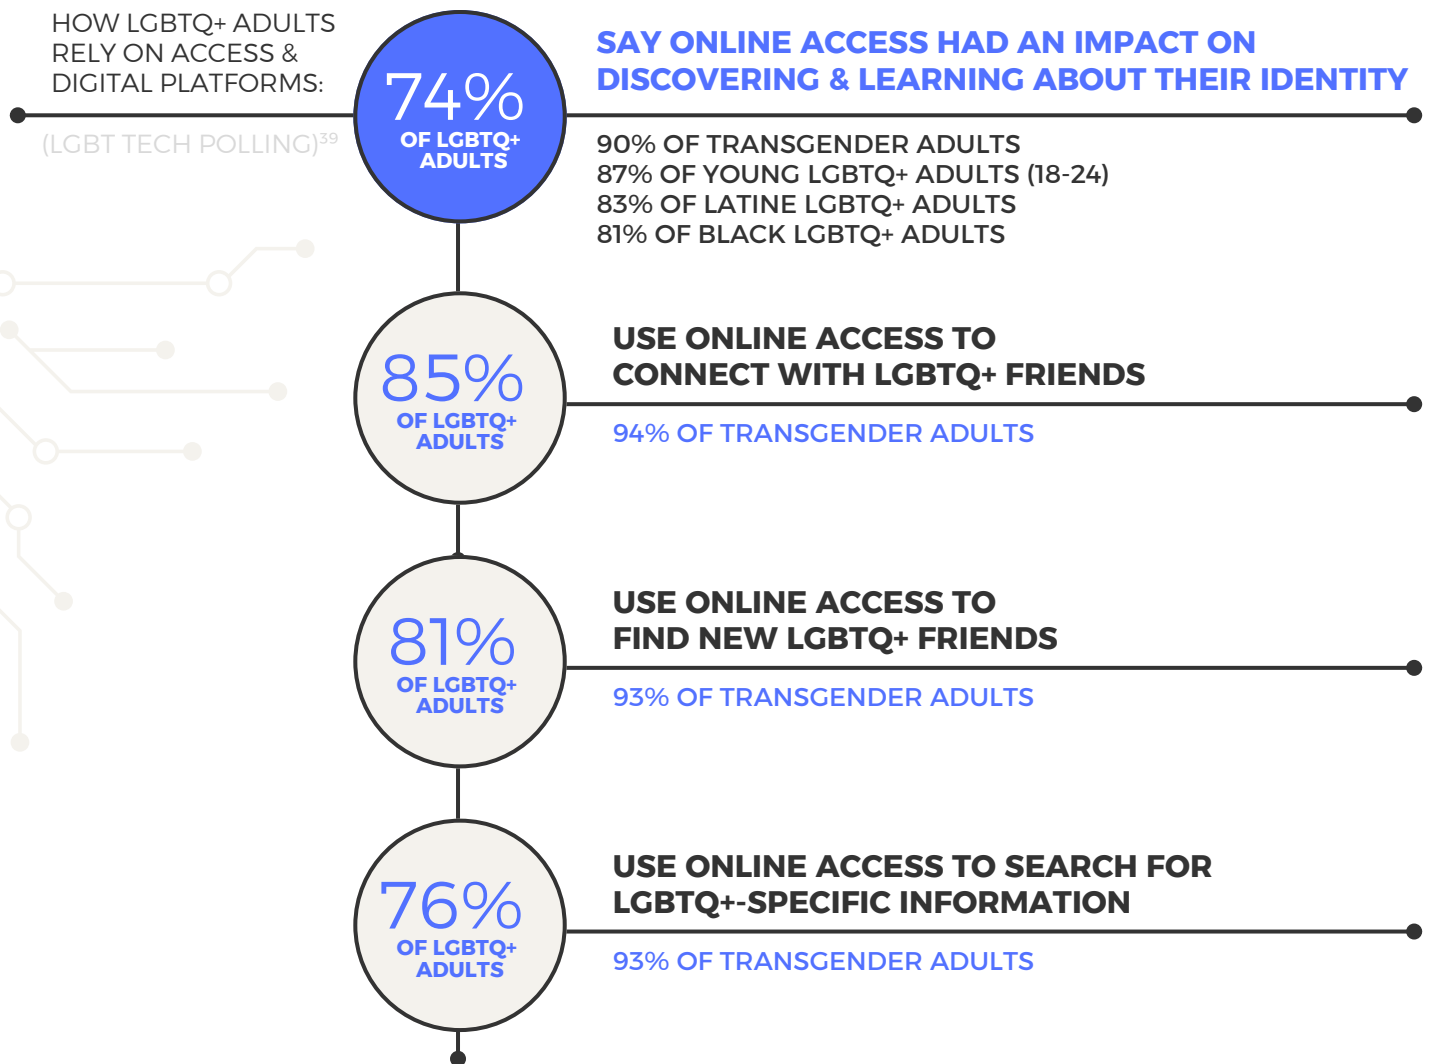 HOW LGBTQ+ ADULTS
RELY ON ACCESS &
DIGITAL PLATFORMS:
(LGBT TECH POLLING)³⁹
74%
OF LGBTQ+
ADULTS
SAY ONLINE ACCESS HAD AN IMPACT ON
DISCOVERING & LEARNING ABOUT THEIR IDENTITY
90% OF TRANSGENDER ADULTS
87% OF YOUNG LGBTQ+ ADULTS (18-24)
83% OF LATINE LGBTQ+ ADULTS
81% OF BLACK LGBTQ+ ADULTS
85%
OF LGBTQ+
ADULTS
USE ONLINE ACCESS TO
CONNECT WITH LGBTQ+ FRIENDS
94% OF TRANSGENDER ADULTS
81%
OF LGBTQ+
ADULTS
USE ONLINE ACCESS TO
FIND NEW LGBTQ+ FRIENDS
93% OF TRANSGENDER ADULTS
76%
OF LGBTQ+
ADULTS
USE ONLINE ACCESS TO SEARCH FOR
LGBTQ+-SPECIFIC INFORMATION
93% OF TRANSGENDER ADULTS